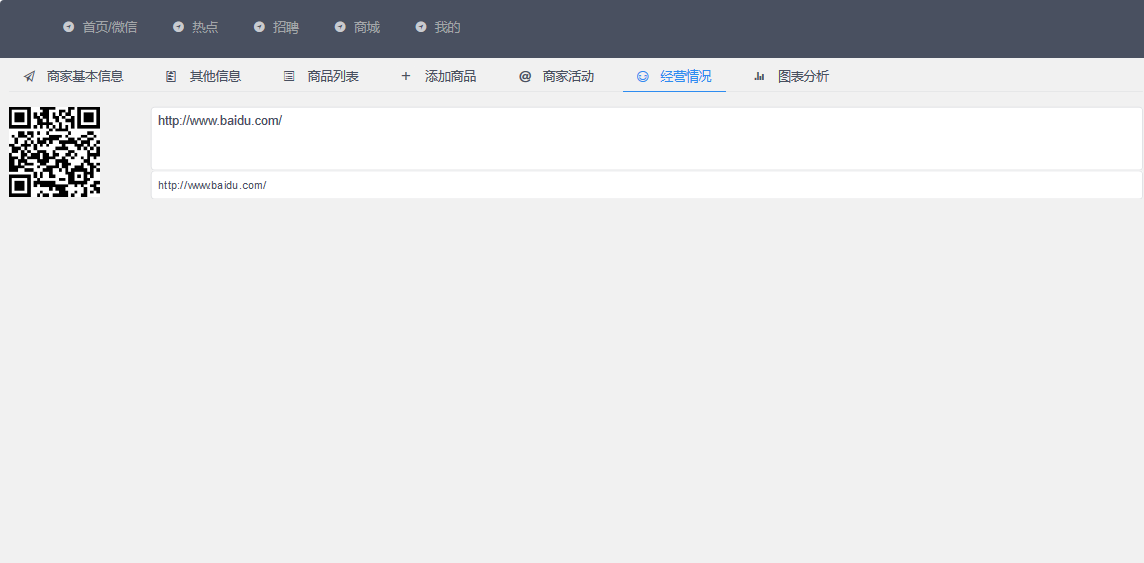 首页/微信 热点 招聘 商城 我的
商家基本信息 其他信息 商品列表 添加商品 商家活动 经营情况 图表分析
http://www.baidu.com/
http://www.baidu.com/